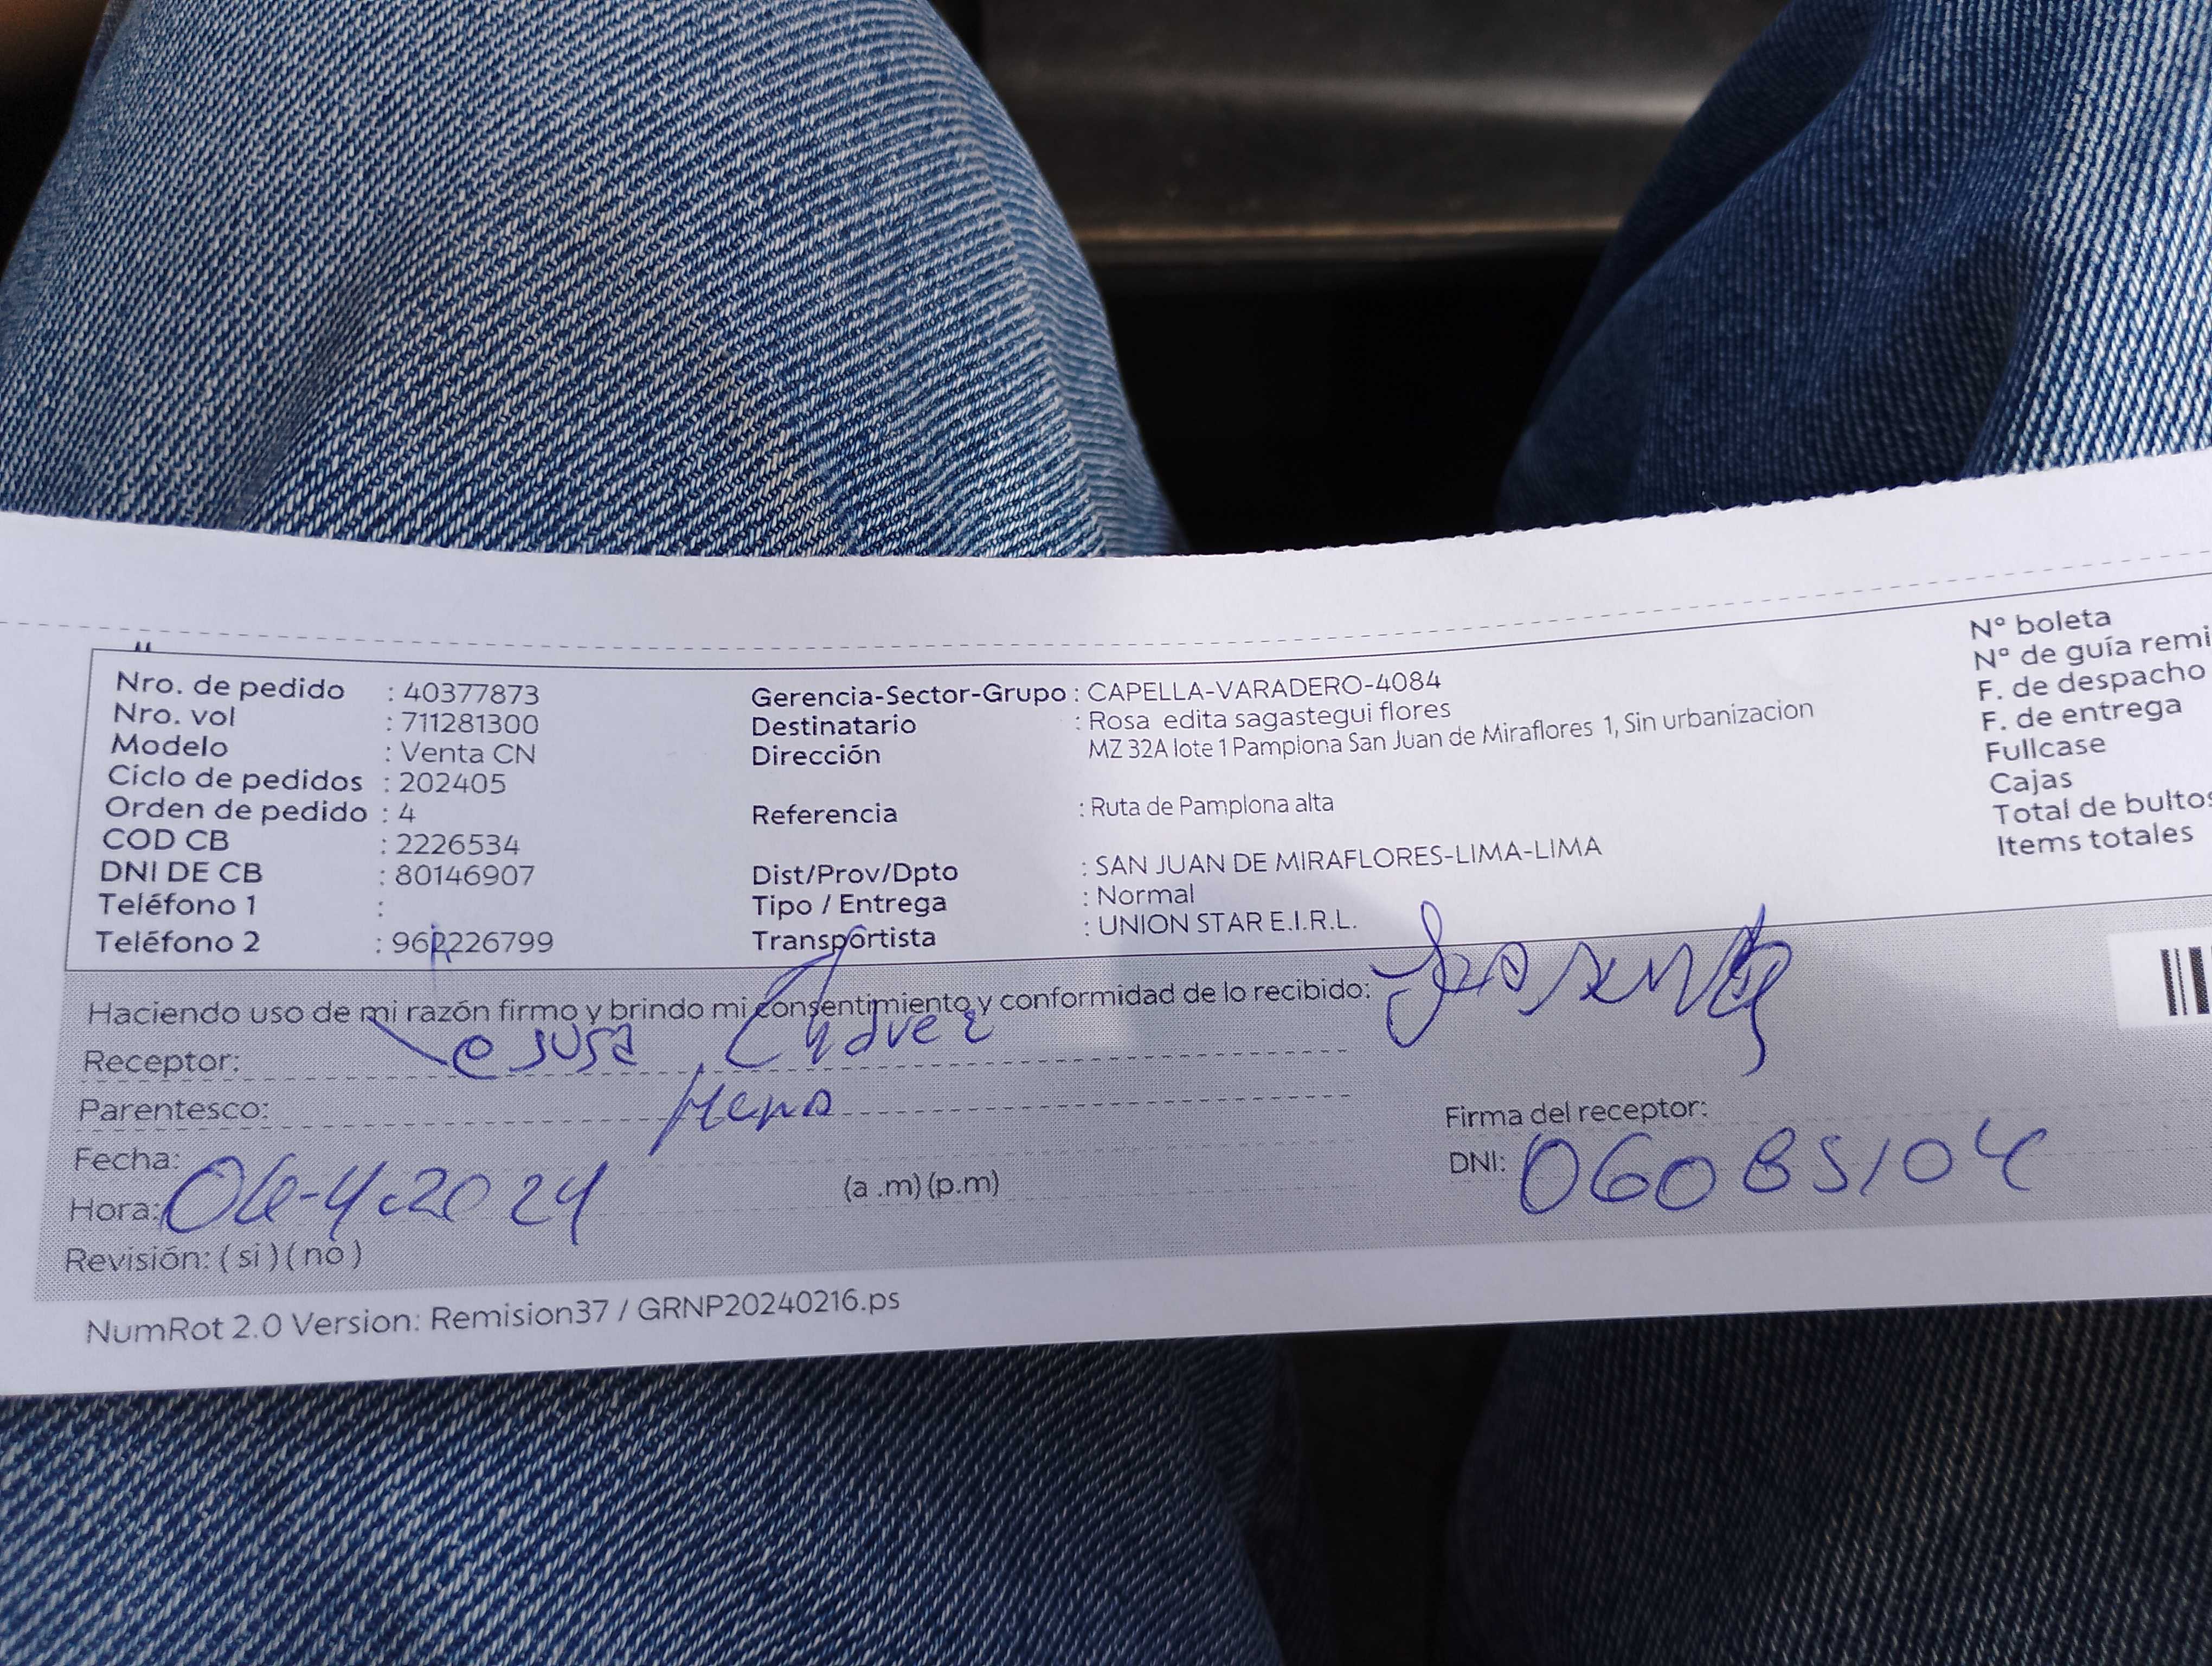 Nro. de pedido : 40377873
Nro. vol : 711281300
Modelo : Venta CN
Ciclo de pedidos : 202405
Orden de pedido : 4
COD CB : 2226534
DNI DE CB : 80146907
Teléfono 1 :
Teléfono 2 : 962226799
Gerencia-Sector-Grupo : CAPELLA-VARADERO-4084
Destinatario : Rosa edita sagastegui flores
Dirección MZ 32A lote 1 Pamplona San Juan de Miraflores 1, Sin urbanizacion
Referencia : Ruta de Pamplona alta
Dist/Prov/Dpto : SAN JUAN DE MIRAFLORES-LIMA-LIMA
Tipo / Entrega : Normal
Transportista : UNION STAR E.I.R.L.
N° boleta
N° de guía remi
F. de despacho
F. de entrega
Fullcase
Cajas
Total de bultos
Items totales
Haciendo uso de mi razón firmo y brindo mi consentimiento y conformidad de lo recibido:
Receptor: Chavez
Parentesco:
Fecha: 04-4-2024
Hora: (a .m) (p.m)
Revisión: ( si ) ( no )
Firma del receptor:
DNI:
NumRot 2.0 Version: Remision37 / GRNP20240216.ps